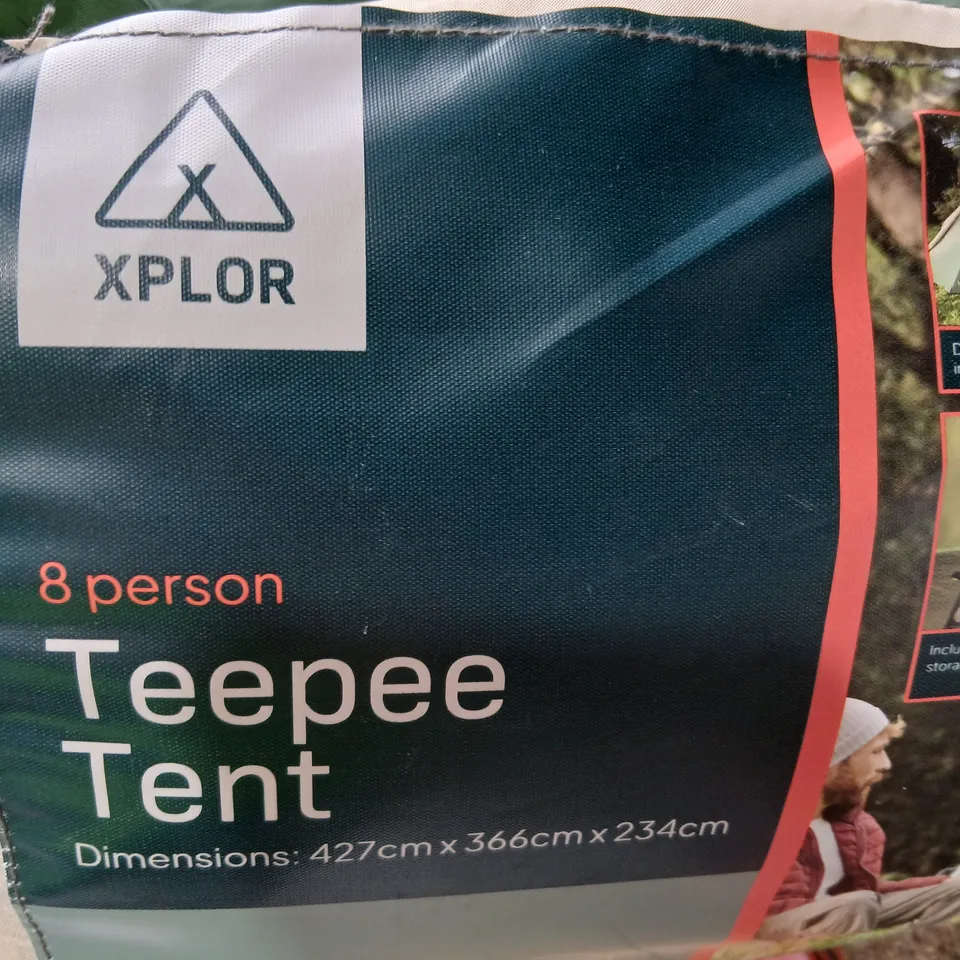 X
XPLOR
8 person
Teepee
Tent
Dimensions: 427cm x 366cm x 234cm